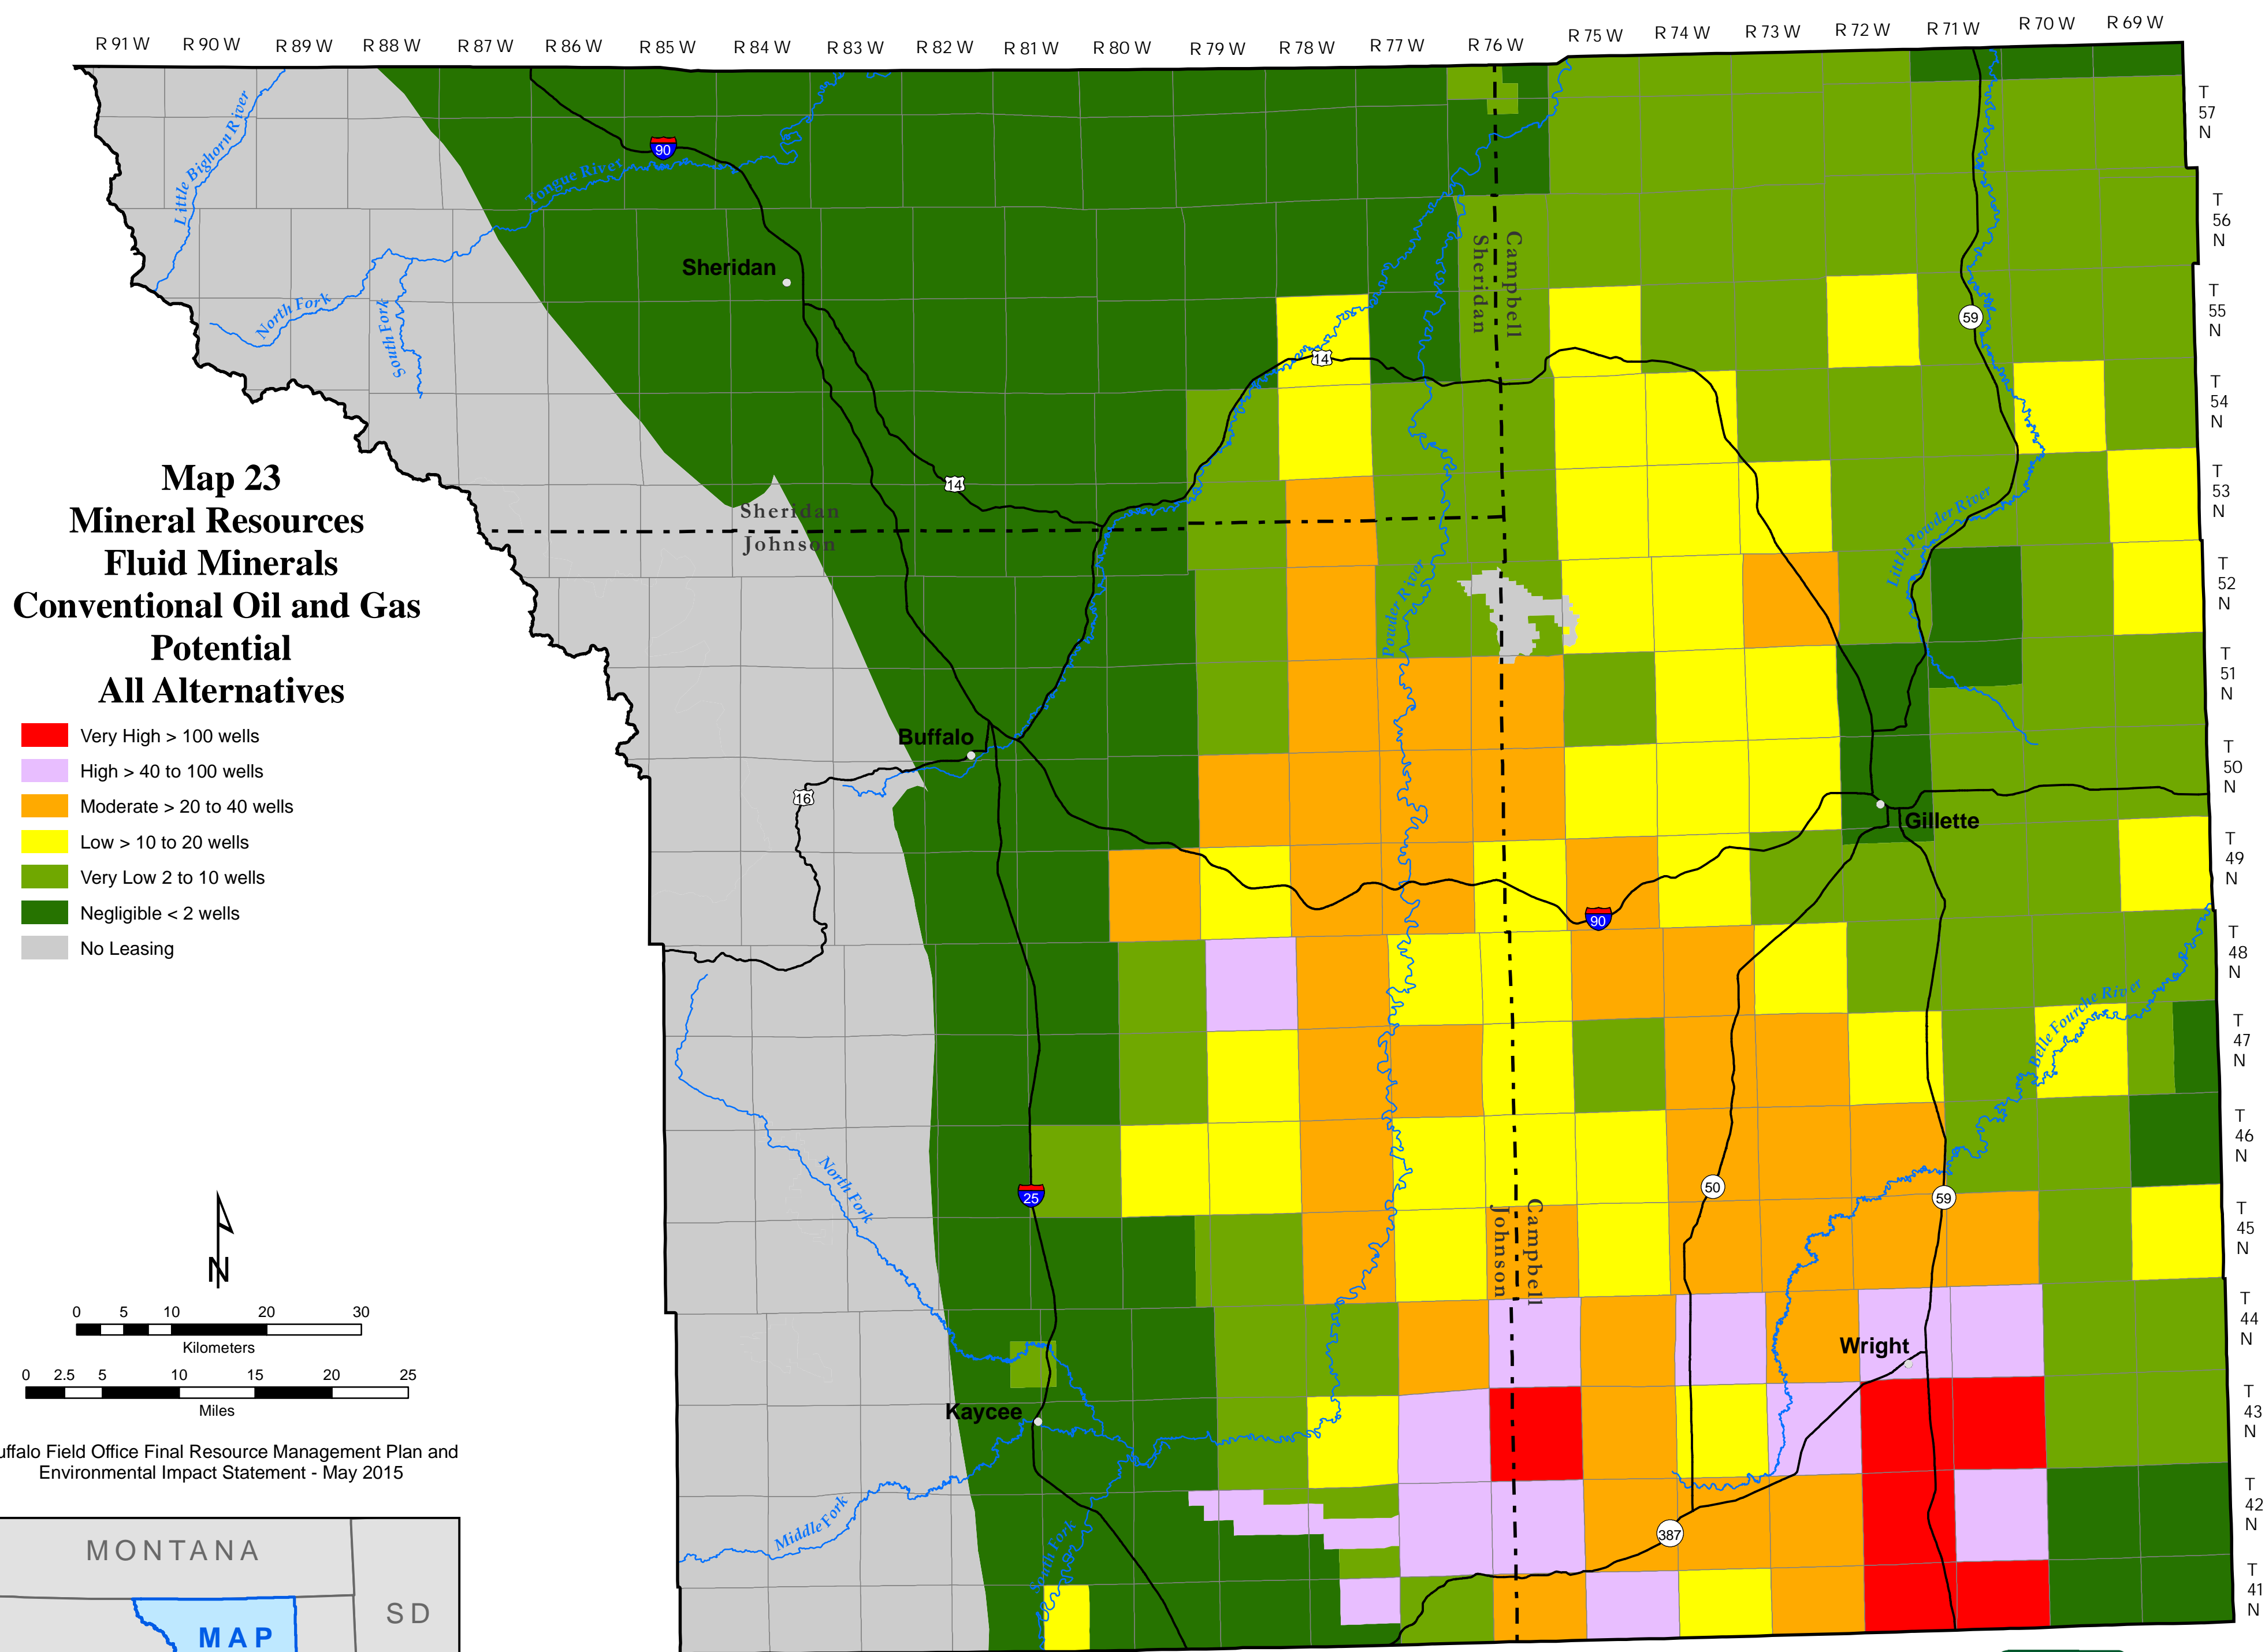 R 91 W R 90 W R 89 W R 88 W R 87 W R 86 W R 85 W R 84 W R 83 W R 82 W R 81 W R 80 W R 79 W R 78 W R 77 W R 76 W R 75 W R 74 W R 73 W R 72 W R 71 W R 70 W R 69 W
T
57
N
T
56
N
T
55
N
T
54
N
T
53
N
T
52
N
T
51
N
T
50
N
T
49
N
T
48
N
T
47
N
T
46
N
T
45
N
T
44
N
T
43
N
T
42
N
T
41
N
Little Bighorn River
Tongue River
90
North Fork
South Fork
Sheridan
Sheridan
Campbell
14
59
14
Sheridan
Johnson
Powder River
Little Powder River
Buffalo
16
Gillette
90
Belle Fourche River
North Fork
25
50
59
Johnson
Campbell
Wright
Kaycee
Middle Fork
South Fork
387
Map 23
Mineral Resources
Fluid Minerals
Conventional Oil and Gas
Potential
All Alternatives
Very High > 100 wells
High > 40 to 100 wells
Moderate > 20 to 40 wells
Low > 10 to 20 wells
Very Low 2 to 10 wells
Negligible < 2 wells
No Leasing
N
0 5 10 20 30
Kilometers
0 2.5 5 10 15 20 25
Miles
uffalo Field Office Final Resource Management Plan and
Environmental Impact Statement - May 2015
MONTANA
SD
MAP